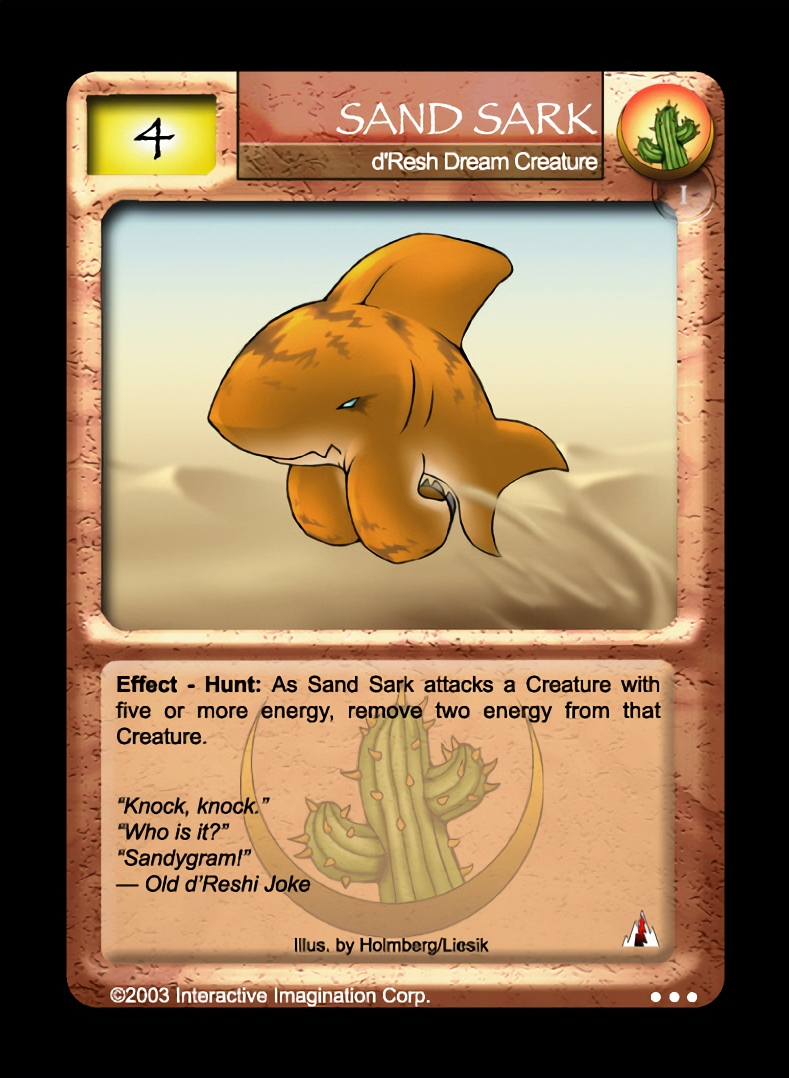 4
SAND SARK
d'Resh Dream Creature
I
Effect - Hunt: As Sand Sark attacks a Creature with
five or more energy, remove two energy from that
Creature.
“Knock, knock.”
“Who is it?”
“Sandygram!”
— Old d’Reshi Joke
Illus. by Holmberg/Liesik
©2003 Interactive Imagination Corp.